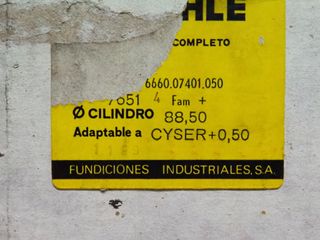 HLE
COMPLETO
6660.07401.050
7651 4 Fam +
Ø CILINDRO 88,50
Adaptable a CYSER+0,50
FUNDICIONES INDUSTRIALES, S.A.